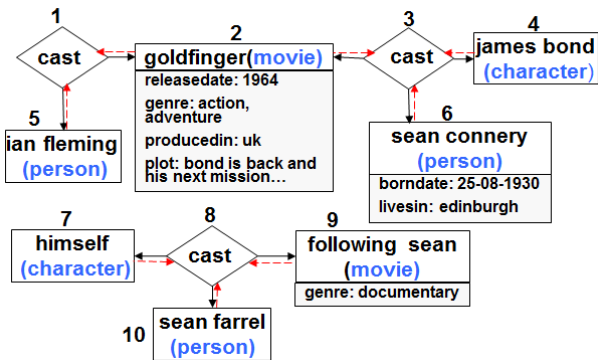 1
cast
2
goldfinger(movie)
releasedate: 1964
genre: action,
adventure
producedin: uk
plot: bond is back and
his next mission...
3
cast
4
james bond
(character)
5
ian fleming
(person)
6
sean connery
(person)
borndate: 25-08-1930
livesin: edinburgh
7
himself
(character)
8
cast
9
following sean
(movie)
genre: documentary
10
sean farrel
(person)